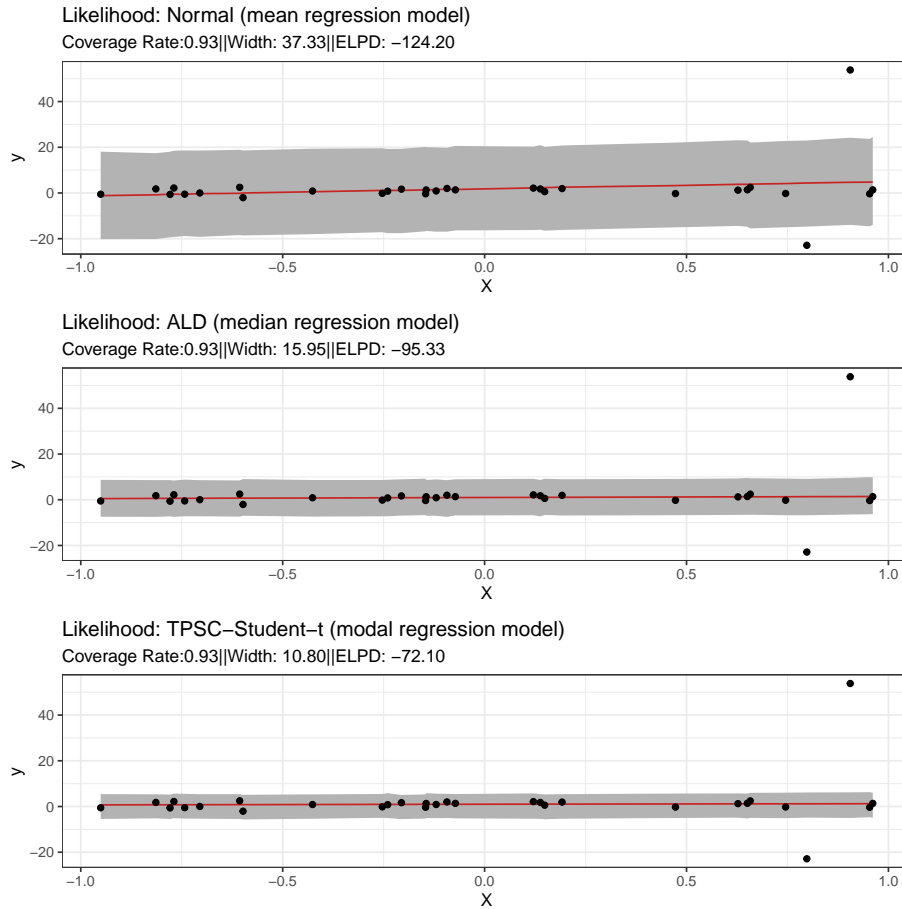 Likelihood: Normal (mean regression model)
Coverage Rate:0.93||Width: 37.33||ELPD: −124.20
40
20
0
−20
y
−1.0 −0.5 0.0 0.5 1.0
X
Likelihood: ALD (median regression model)
Coverage Rate:0.93||Width: 15.95||ELPD: −95.33
40
20
0
−20
y
−1.0 −0.5 0.0 0.5 1.0
X
Likelihood: TPSC−Student−t (modal regression model)
Coverage Rate:0.93||Width: 10.80||ELPD: −72.10
40
20
0
−20
y
−1.0 −0.5 0.0 0.5 1.0
X